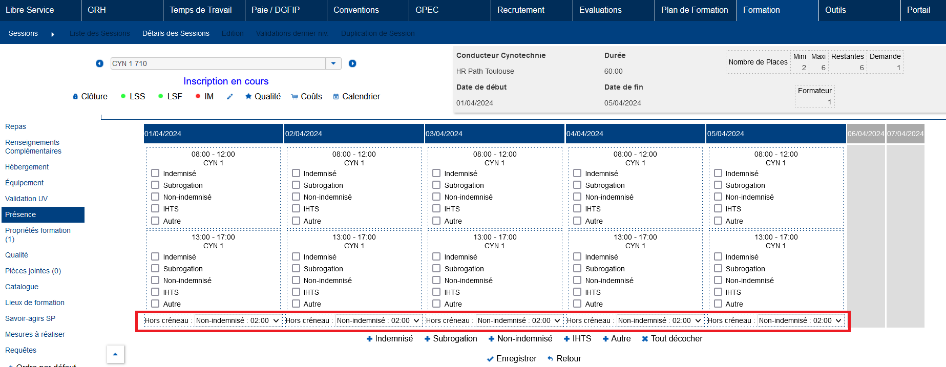 Libre Service GRH Temps de Travail Paie / DGFIP Conventions GPEC Recrutement Evaluations Plan de Formation Formation Outils Portail
Sessions Liste des Sessions Détails des Sessions Edition Duplication de Session
CYN 1 710
Inscription en cours
Clôture LSS LSF IM Qualité Coûts Calendrier
Conducteur Cynotechnie Durée
HR Path Toulouse 60:00
Date de début Date de fin
01/04/2024 05/04/2024
Nombre de Places Mini Maxi Restantes Demande
2 6 6 1
Formateur
1
Repas
Renseignements
Complémentaires
Hébergement
Équipement
Validation UV
Présence
Propriétés formation
(1)
Qualité
Pièces jointes (0)
Catalogue
Lieux de formation
Savoir-agirs SP
Mesures à réaliser
Requêtes
Ordre par défaut
01/04/2024 02/04/2024 03/04/2024 04/04/2024 05/04/2024 06/04/2024 07/04/2024
08:00 - 12:00 08:00 - 12:00 08:00 - 12:00 08:00 - 12:00 08:00 - 12:00
CYN 1 CYN 1 CYN 1 CYN 1 CYN 1
Indemnisé Indemnisé Indemnisé Indemnisé Indemnisé
Subrogation Subrogation Subrogation Subrogation Subrogation
Non-indemnisé Non-indemnisé Non-indemnisé Non-indemnisé Non-indemnisé
IHTS IHTS IHTS IHTS IHTS
Autre Autre Autre Autre Autre
13:00 - 17:00 13:00 - 17:00 13:00 - 17:00 13:00 - 17:00 13:00 - 17:00
CYN 1 CYN 1 CYN 1 CYN 1 CYN 1
Indemnisé Indemnisé Indemnisé Indemnisé Indemnisé
Subrogation Subrogation Subrogation Subrogation Subrogation
Non-indemnisé Non-indemnisé Non-indemnisé Non-indemnisé Non-indemnisé
IHTS IHTS IHTS IHTS IHTS
Autre Autre Autre Autre Autre
Hors créneau : Non-indemnisé : 02:00 Hors créneau : Non-indemnisé : 02:00 Hors créneau : Non-indemnisé : 02:00 Hors créneau : Non-indemnisé : 02:00 Hors créneau : Non-indemnisé : 02:00
Indemnisé Subrogation Non-indemnisé IHTS Autre Tout décocher
Enregistrer Retour